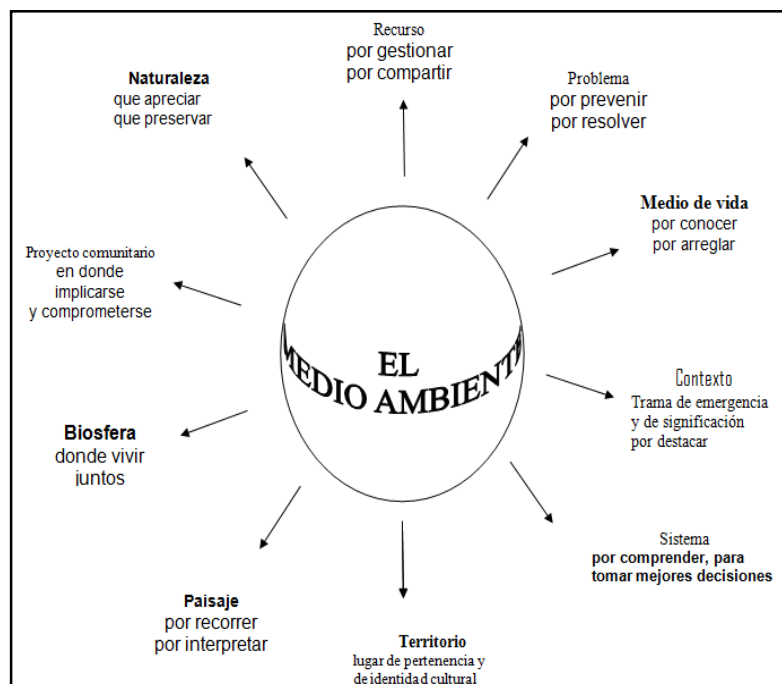 Recurso
por gestionar
por compartir
Naturaleza
que apreciar
que preservar
Problema
por prevenir
por resolver
Medio de vida
por conocer
por arreglar
Proyecto comunitario
en donde
implicarse
y comprometerse
EL
MEDIO AMBIENTE
Contexto
Trama de emergencia
y de significación
por destacar
Biosfera
donde vivir
juntos
Sistema
por comprender, para
tomar mejores decisiones
Paisaje
por recorrer
por interpretar
Territorio
lugar de pertenencia y
de identidad cultural